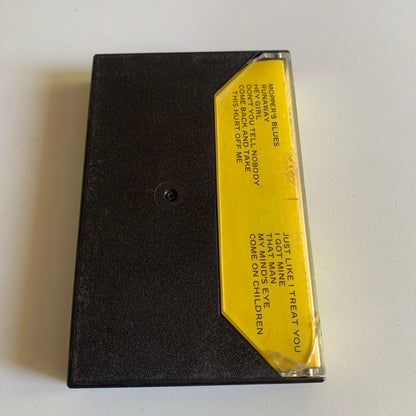 MOPPER'S BLUES
RUNAWAY
HEY GIRL
DON'T YOU TELL NOBODY
COME BACK AND TAKE
THIS HURT OFF ME
JUST LIKE I TREAT YOU
I GOT MINE
THAT MAN
MY MIND'S EYE
COME ON CHILDREN